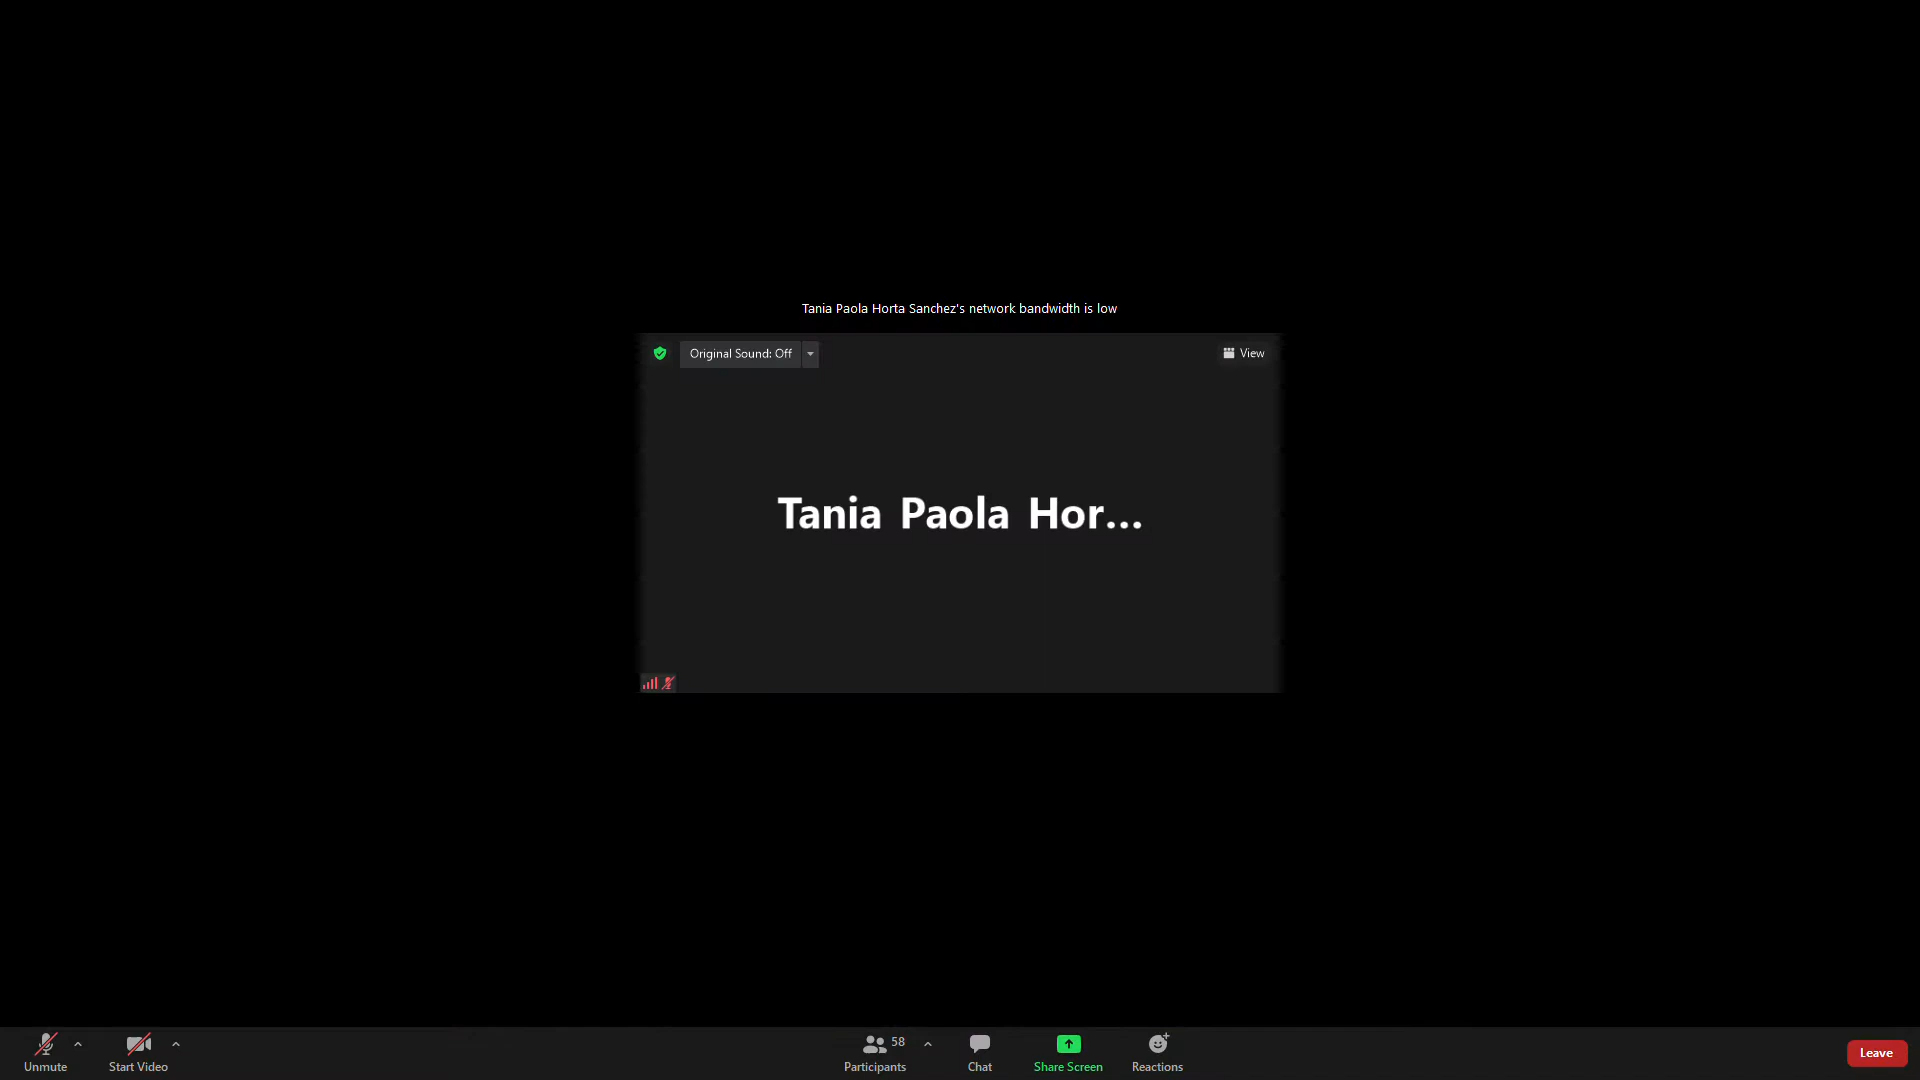 Tania Paola Horta Sanchez's network bandwidth is low
Original Sound: Off
View
Tania Paola Hor...
58
Unmute
Start Video
Participants
Chat
Share Screen
Reactions
Leave